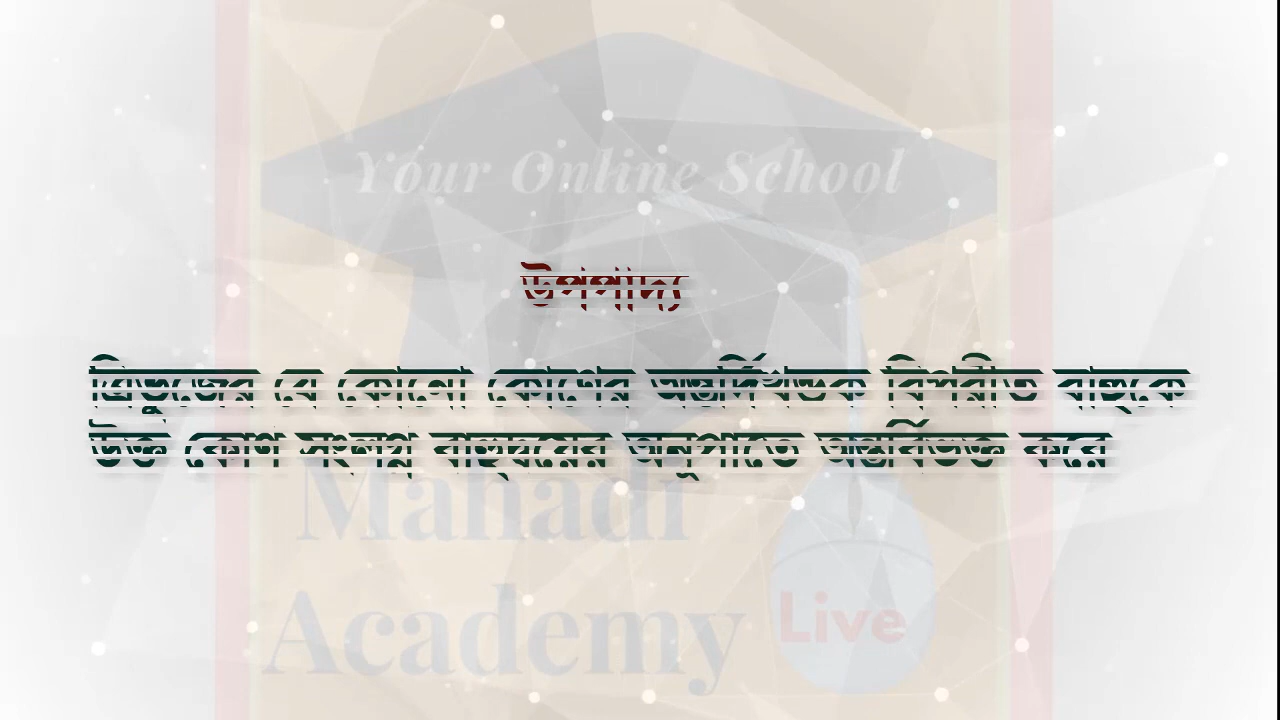 Your Online School
উপপাদ্য
ত্রিভুজের যে কোনো কোণের অন্তর্দ্বিখণ্ডক বিপরীত বাহুকে
উক্ত কোণ সংলগ্ন বাহুদ্বয়ের অনুপাতে অন্তর্বিভক্ত করে
Mahadi
Academy
Live